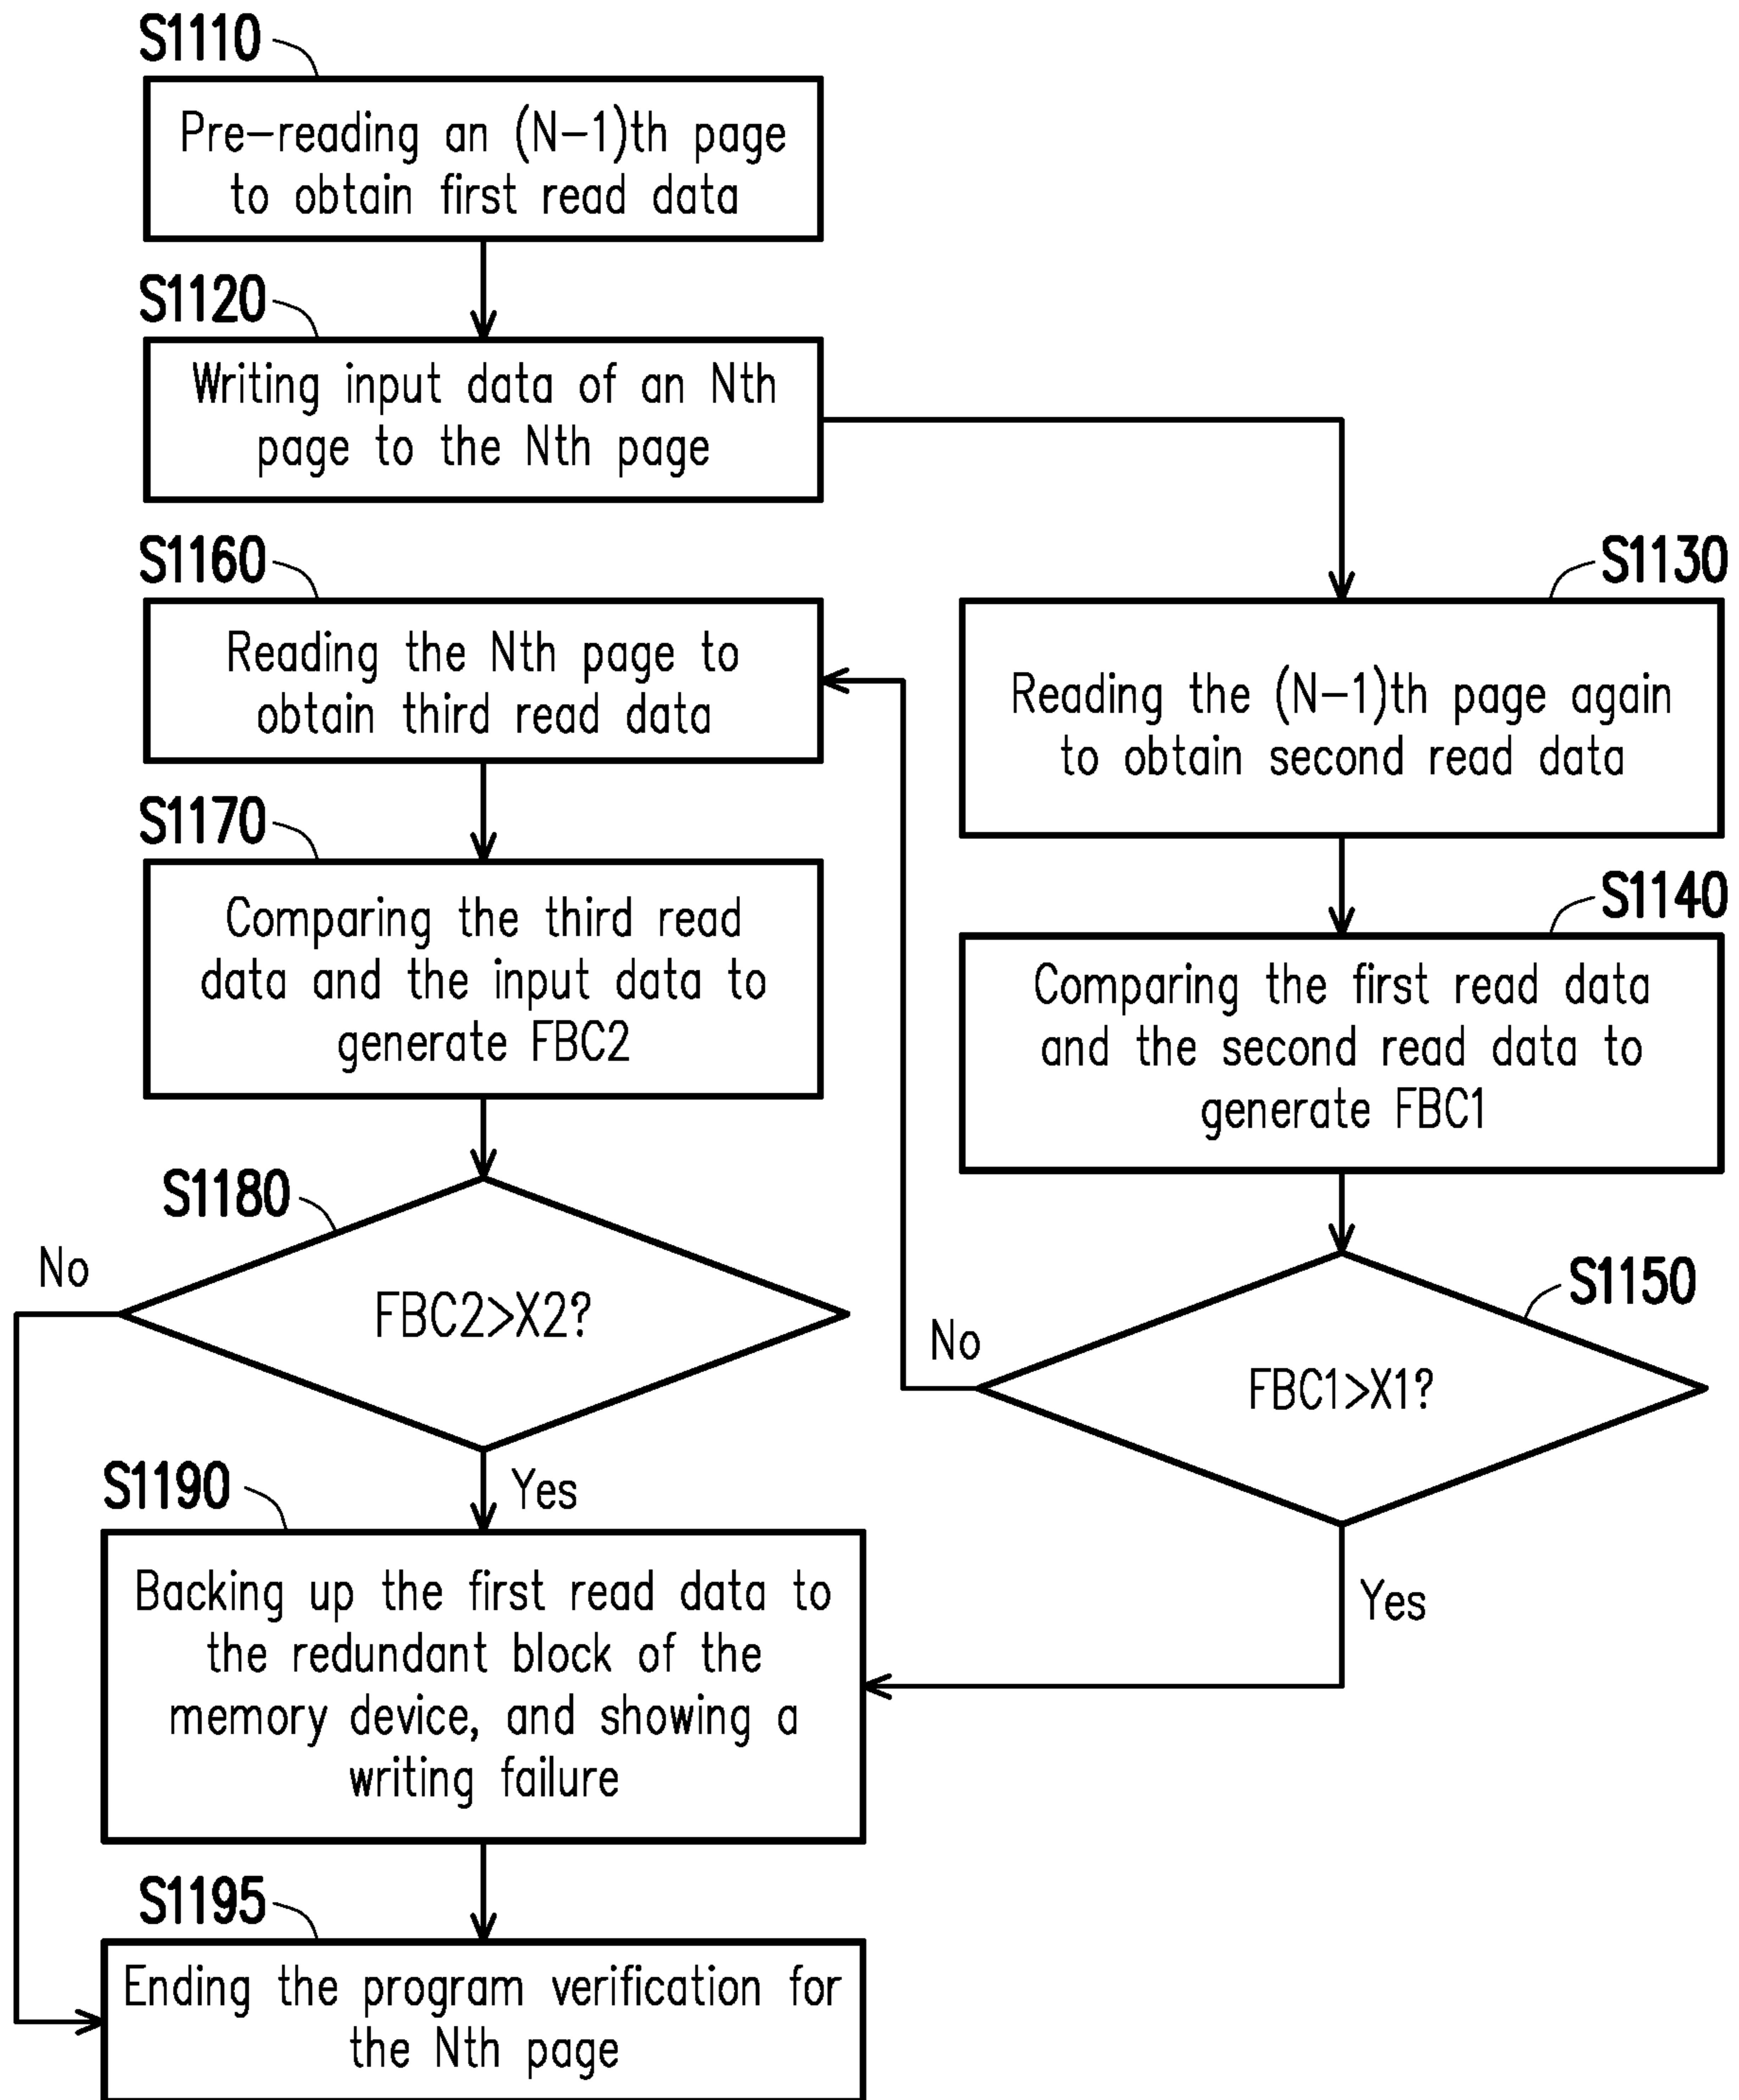 S1110
Pre-reading an (N-1)th page
to obtain first read data
S1120
Writing input data of an Nth
page to the Nth page
S1130
Reading the (N-1)th page again
to obtain second read data
S1140
Comparing the first read data
and the second read data to
generate FBC1
S1150
FBC1>X1?
No
Yes
S1160
Reading the Nth page to
obtain third read data
S1170
Comparing the third read
data and the input data to
generate FBC2
S1180
FBC2>X2?
No
Yes
S1190
Backing up the first read data to
the redundant block of the
memory device, and showing a
writing failure
S1195
Ending the program verification for
the Nth page